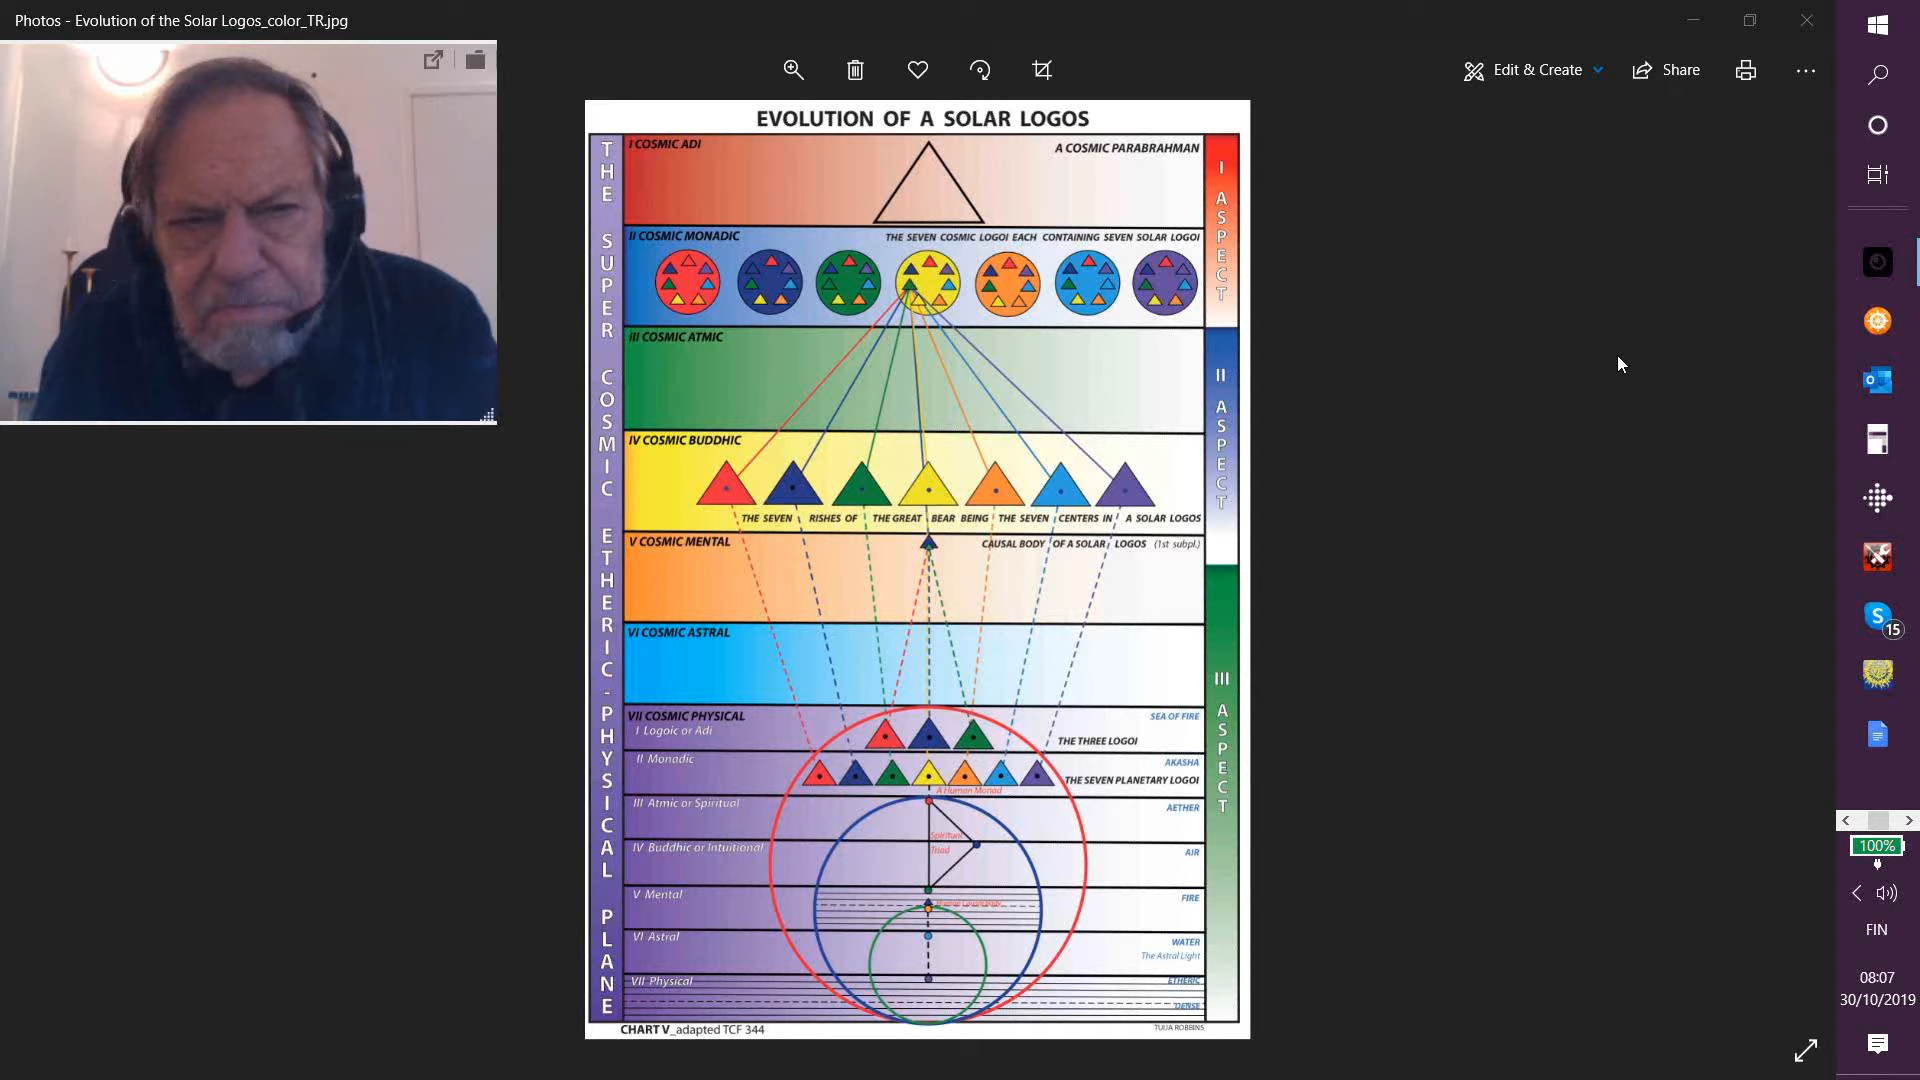 Photos - Evolution of the Solar Logos_color_TR.jpg
Edit & Create
Share
EVOLUTION OF A SOLAR LOGOS
THE SUPER COSMIC ETHERIC-PHYSICAL PLANE
I COSMIC ADI
A COSMIC PARABRAHMAN
I ASPECT
II COSMIC MONADIC
THE SEVEN COSMIC LOGOI EACH CONTAINING SEVEN SOLAR LOGOI
III COSMIC ATMIC
II ASPECT
IV COSMIC BUDDHIC
THE SEVEN RISHES OF THE GREAT BEAR BEING THE SEVEN CENTERS IN A SOLAR LOGOS
V COSMIC MENTAL
CAUSAL BODY OF A SOLAR LOGOS (1st subpl.)
VI COSMIC ASTRAL
III ASPECT
VII COSMIC PHYSICAL
SEA OF FIRE
I Logoic or Adi
THE THREE LOGOI
II Monadic
AKASHA
THE SEVEN PLANETARY LOGOI
A Human Monad
III Atmic or Spiritual
AETHER
Spiritual
Triad
IV Buddhic or Intuitional
AIR
V Mental
FIRE
Human Causal Body
VI Astral
WATER
The Astral Light
VII Physical
ETHERIC
DENSE
CHART V_adapted TCF 344
TUIJA ROBBINS
15
100%
FIN
08:07
30/10/2019